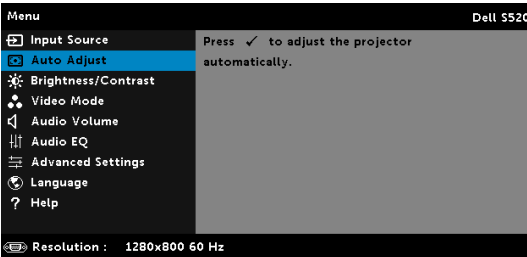 Menu Dell S520
Input Source
Press ✓ to adjust the projector
Auto Adjust
automatically.
Brightness/Contrast
Video Mode
Audio Volume
Audio EQ
Advanced Settings
Language
? Help
Resolution : 1280x800 60 Hz